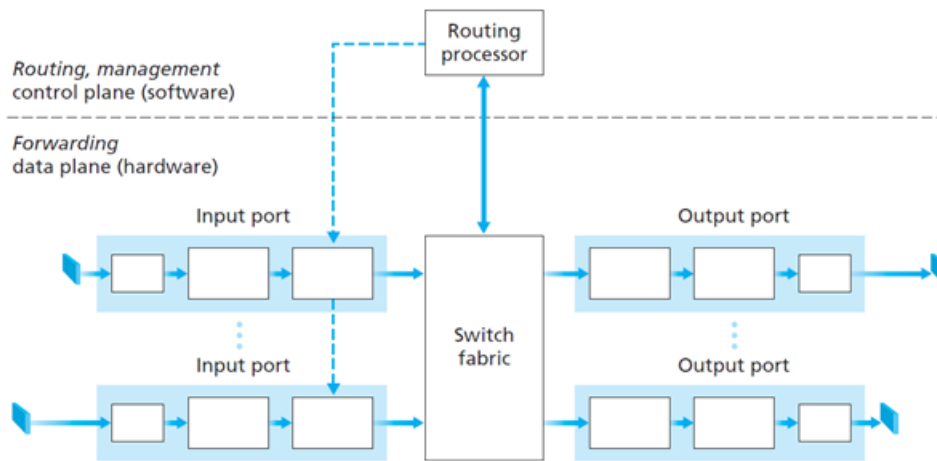 Routing
processor
Routing, management
control plane (software)
Forwarding
data plane (hardware)
Input port
Output port
Switch
fabric
Input port
Output port